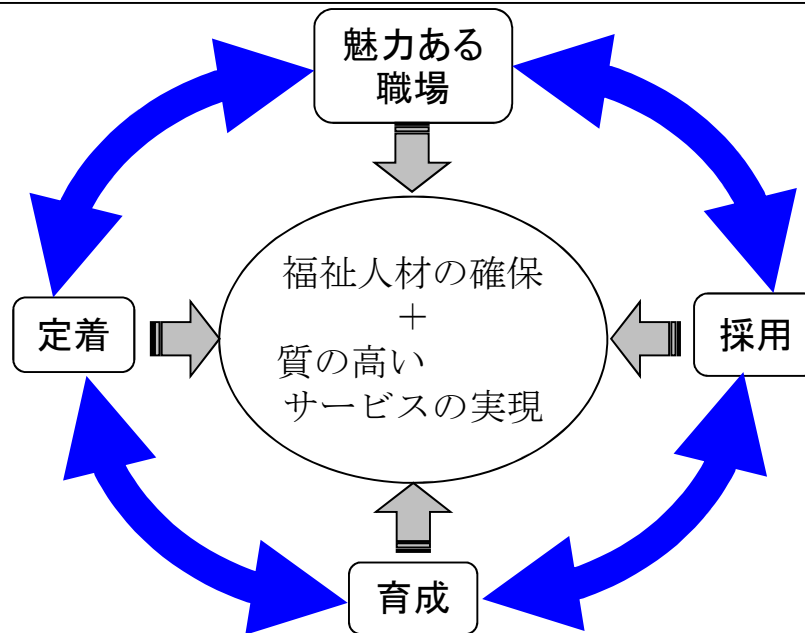 魅力ある
職場
福祉人材の確保
＋
質の高い
サービスの実現
定着
採用
育成